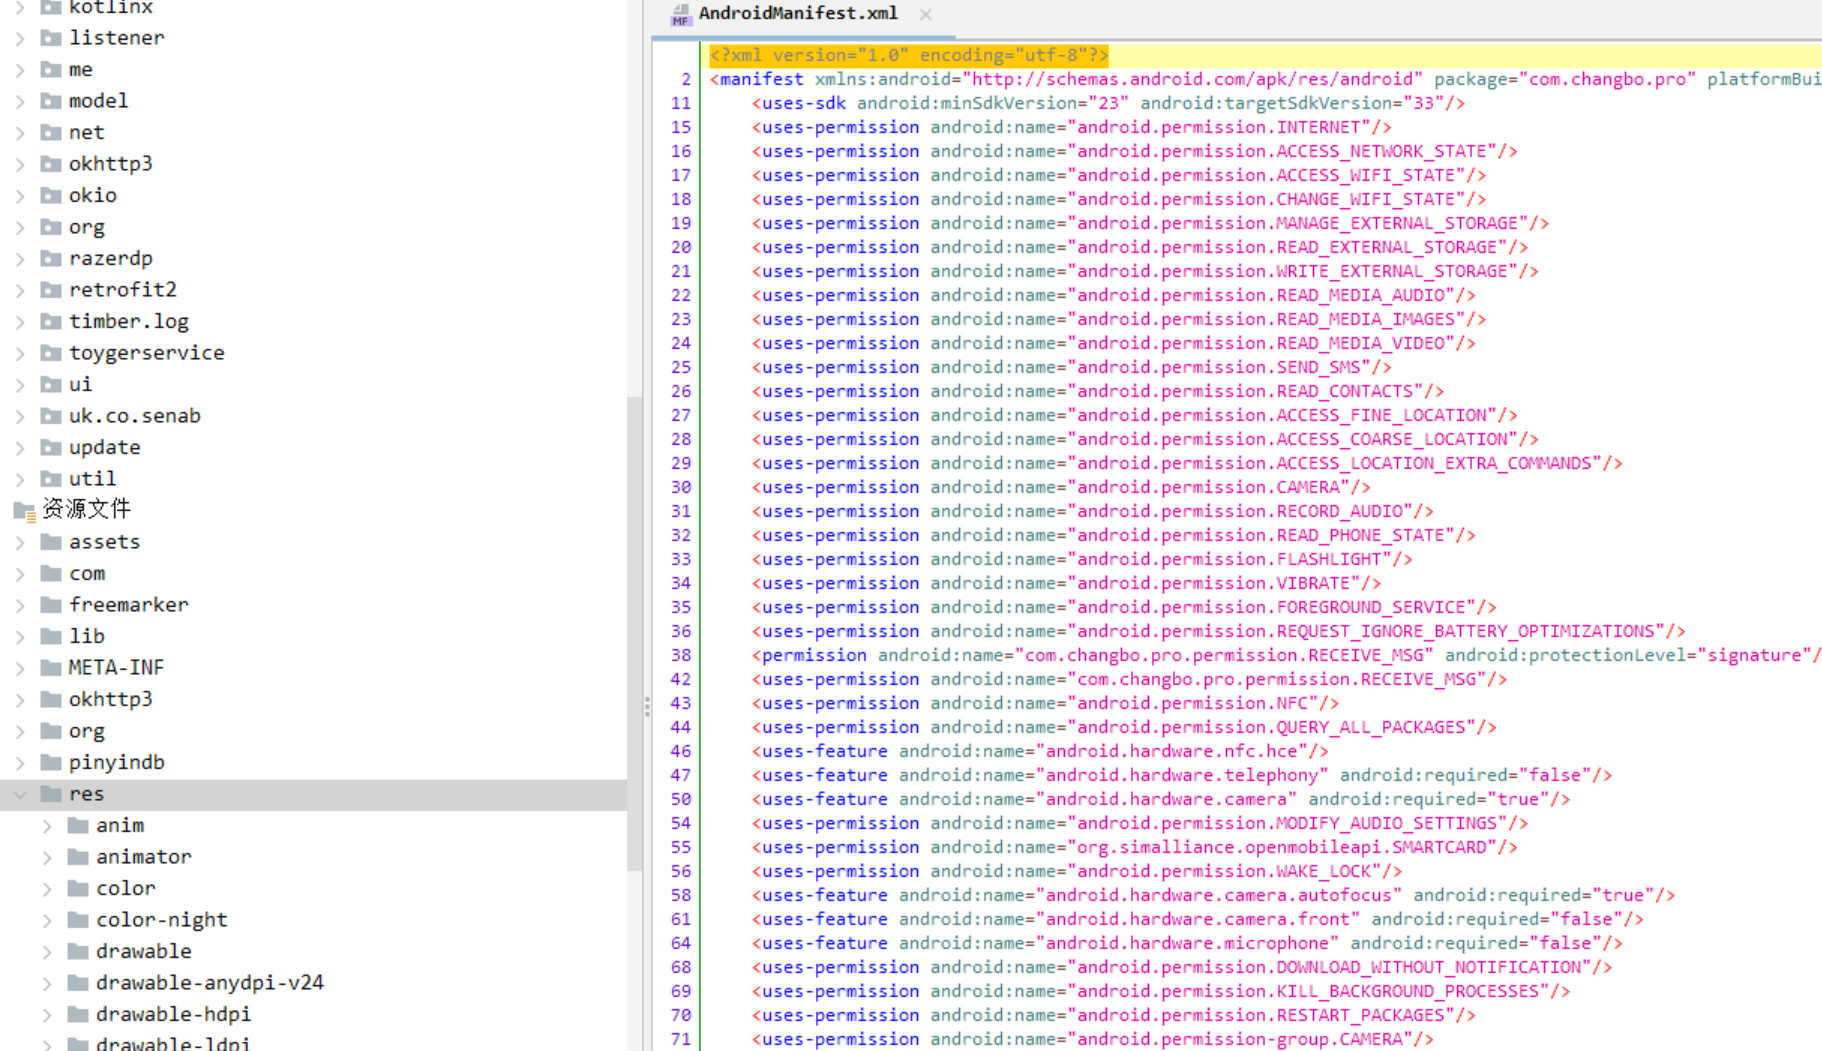 kotlinx
listener
me
model
net
okhttp3
okio
org
razerdp
retrofit2
timber.log
toygerservice
ui
uk.co.senab
update
util
资源文件
assets
com
freemarker
lib
META-INF
okhttp3
org
pinyindb
res
anim
animator
color
color-night
drawable
drawable-anydpi-v24
drawable-hdpi
drawable-ldpi
MF AndroidManifest.xml ×
<?xml version="1.0" encoding="utf-8"?>
2 <manifest xmlns:android="http://schemas.android.com/apk/res/android" package="com.changbo.pro" platformBui
11 <uses-sdk android:minSdkVersion="23" android:targetSdkVersion="33"/>
15 <uses-permission android:name="android.permission.INTERNET"/>
16 <uses-permission android:name="android.permission.ACCESS_NETWORK_STATE"/>
17 <uses-permission android:name="android.permission.ACCESS_WIFI_STATE"/>
18 <uses-permission android:name="android.permission.CHANGE_WIFI_STATE"/>
19 <uses-permission android:name="android.permission.MANAGE_EXTERNAL_STORAGE"/>
20 <uses-permission android:name="android.permission.READ_EXTERNAL_STORAGE"/>
21 <uses-permission android:name="android.permission.WRITE_EXTERNAL_STORAGE"/>
22 <uses-permission android:name="android.permission.READ_MEDIA_AUDIO"/>
23 <uses-permission android:name="android.permission.READ_MEDIA_IMAGES"/>
24 <uses-permission android:name="android.permission.READ_MEDIA_VIDEO"/>
25 <uses-permission android:name="android.permission.SEND_SMS"/>
26 <uses-permission android:name="android.permission.READ_CONTACTS"/>
27 <uses-permission android:name="android.permission.ACCESS_FINE_LOCATION"/>
28 <uses-permission android:name="android.permission.ACCESS_COARSE_LOCATION"/>
29 <uses-permission android:name="android.permission.ACCESS_LOCATION_EXTRA_COMMANDS"/>
30 <uses-permission android:name="android.permission.CAMERA"/>
31 <uses-permission android:name="android.permission.RECORD_AUDIO"/>
32 <uses-permission android:name="android.permission.READ_PHONE_STATE"/>
33 <uses-permission android:name="android.permission.FLASHLIGHT"/>
34 <uses-permission android:name="android.permission.VIBRATE"/>
35 <uses-permission android:name="android.permission.FOREGROUND_SERVICE"/>
36 <uses-permission android:name="android.permission.REQUEST_IGNORE_BATTERY_OPTIMIZATIONS"/>
38 <permission android:name="com.changbo.pro.permission.RECEIVE_MSG" android:protectionLevel="signature"/
42 <uses-permission android:name="com.changbo.pro.permission.RECEIVE_MSG"/>
43 <uses-permission android:name="android.permission.NFC"/>
44 <uses-permission android:name="android.permission.QUERY_ALL_PACKAGES"/>
46 <uses-feature android:name="android.hardware.nfc.hce"/>
47 <uses-feature android:name="android.hardware.telephony" android:required="false"/>
50 <uses-feature android:name="android.hardware.camera" android:required="true"/>
54 <uses-permission android:name="android.permission.MODIFY_AUDIO_SETTINGS"/>
55 <uses-permission android:name="org.simalliance.openmobileapi.SMARTCARD"/>
56 <uses-permission android:name="android.permission.WAKE_LOCK"/>
58 <uses-feature android:name="android.hardware.camera.autofocus" android:required="true"/>
61 <uses-feature android:name="android.hardware.camera.front" android:required="false"/>
64 <uses-feature android:name="android.hardware.microphone" android:required="false"/>
68 <uses-permission android:name="android.permission.DOWNLOAD_WITHOUT_NOTIFICATION"/>
69 <uses-permission android:name="android.permission.KILL_BACKGROUND_PROCESSES"/>
70 <uses-permission android:name="android.permission.RESTART_PACKAGES"/>
71 <uses-permission android:name="android.permission-group.CAMERA"/>